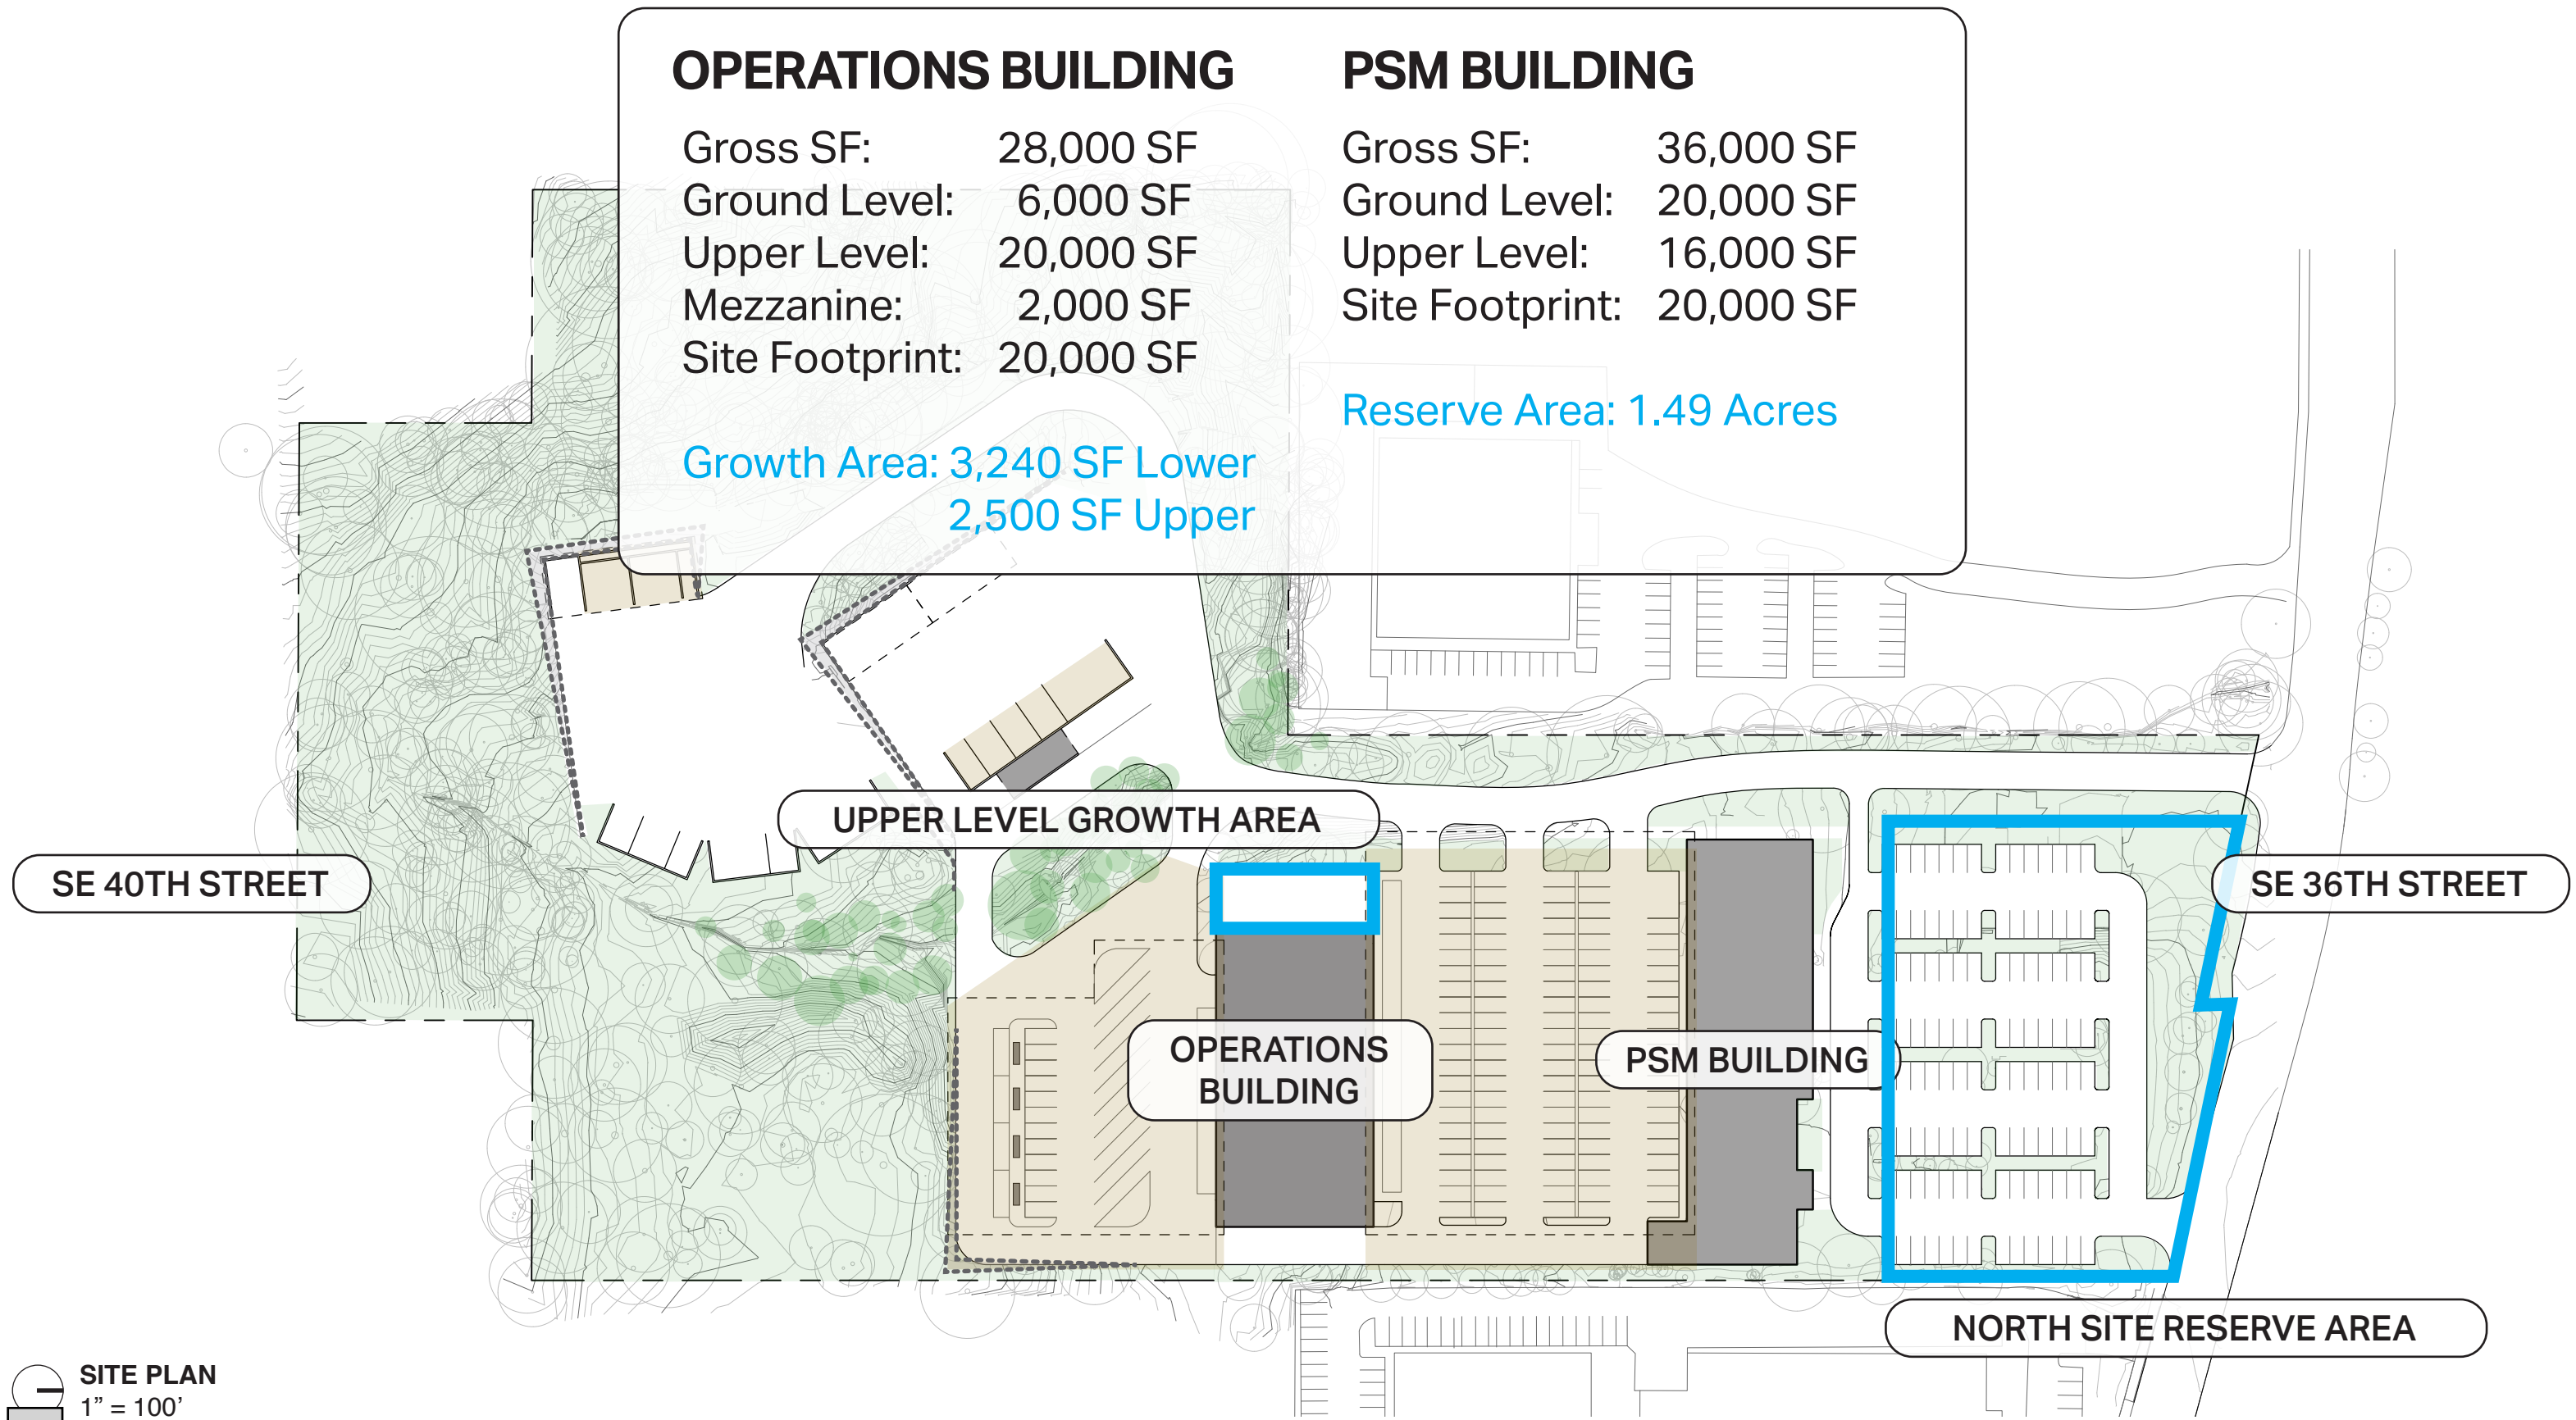 OPERATIONS BUILDING
Gross SF: 28,000 SF
Ground Level: 6,000 SF
Upper Level: 20,000 SF
Mezzanine: 2,000 SF
Site Footprint: 20,000 SF
Growth Area: 3,240 SF Lower
2,500 SF Upper
PSM BUILDING
Gross SF: 36,000 SF
Ground Level: 20,000 SF
Upper Level: 16,000 SF
Site Footprint: 20,000 SF
Reserve Area: 1.49 Acres
UPPER LEVEL GROWTH AREA
SE 40TH STREET
SE 36TH STREET
OPERATIONS
BUILDING
PSM BUILDING
NORTH SITE RESERVE AREA
SITE PLAN
1” = 100’